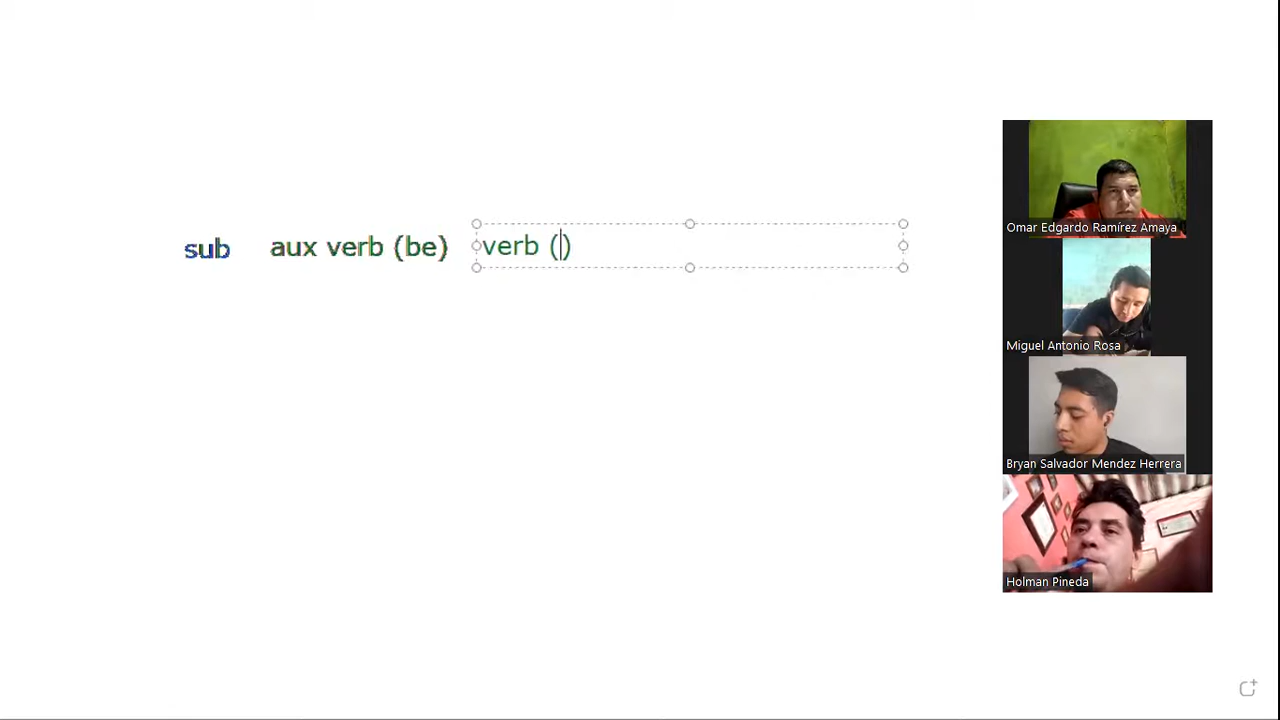 sub aux verb (be) verb ()
Omar Edgardo Ramírez Amaya
Miguel Antonio Rosa
Bryan Salvador Mendez Herrera
Holman Pineda